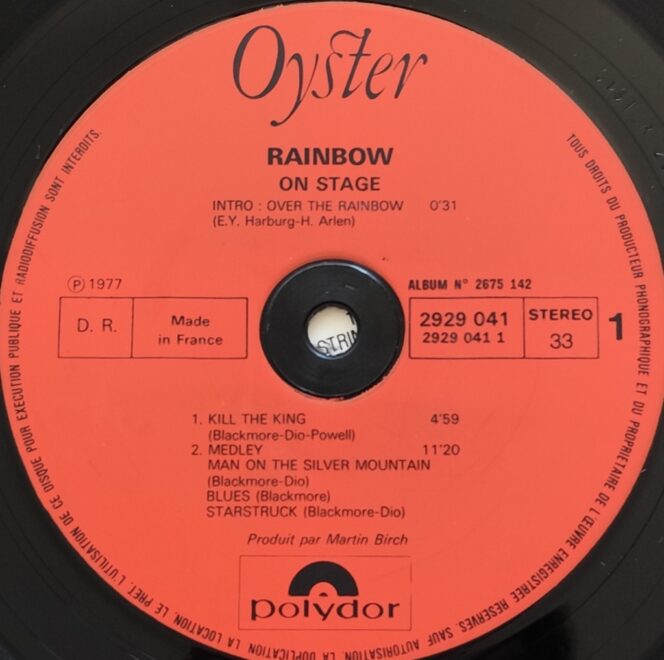 Oyster
RAINBOW
ON STAGE
INTRO : OVER THE RAINBOW 0'31
(E.Y. Harburg-H. Arlen)
Ⓟ 1977
ALBUM N° 2675 142
D. R.
Made
in France
2929 041
2929 041 1
STEREO
33
1
STRIN
1. KILL THE KING 4'59
(Blackmore-Dio-Powell)
2. MEDLEY 11'20
MAN ON THE SILVER MOUNTAIN
(Blackmore-Dio)
BLUES (Blackmore)
STARSTRUCK (Blackmore-Dio)
Produit par Martin Birch
polydor
TOUS DROITS DU PRODUCTEUR PHONOGRAPHIQUE ET DU PROPRIETAIRE DE L'ŒUVRE ENREGISTREE RESERVES. SAUF AUTORISATION, LA DUPLICATION, LA LOCATION, LE PRET, L'UTILISATION DE CE DISQUE POUR EXECUTION PUBLIQUE ET RADIODIFFUSION SONT INTERDITS.